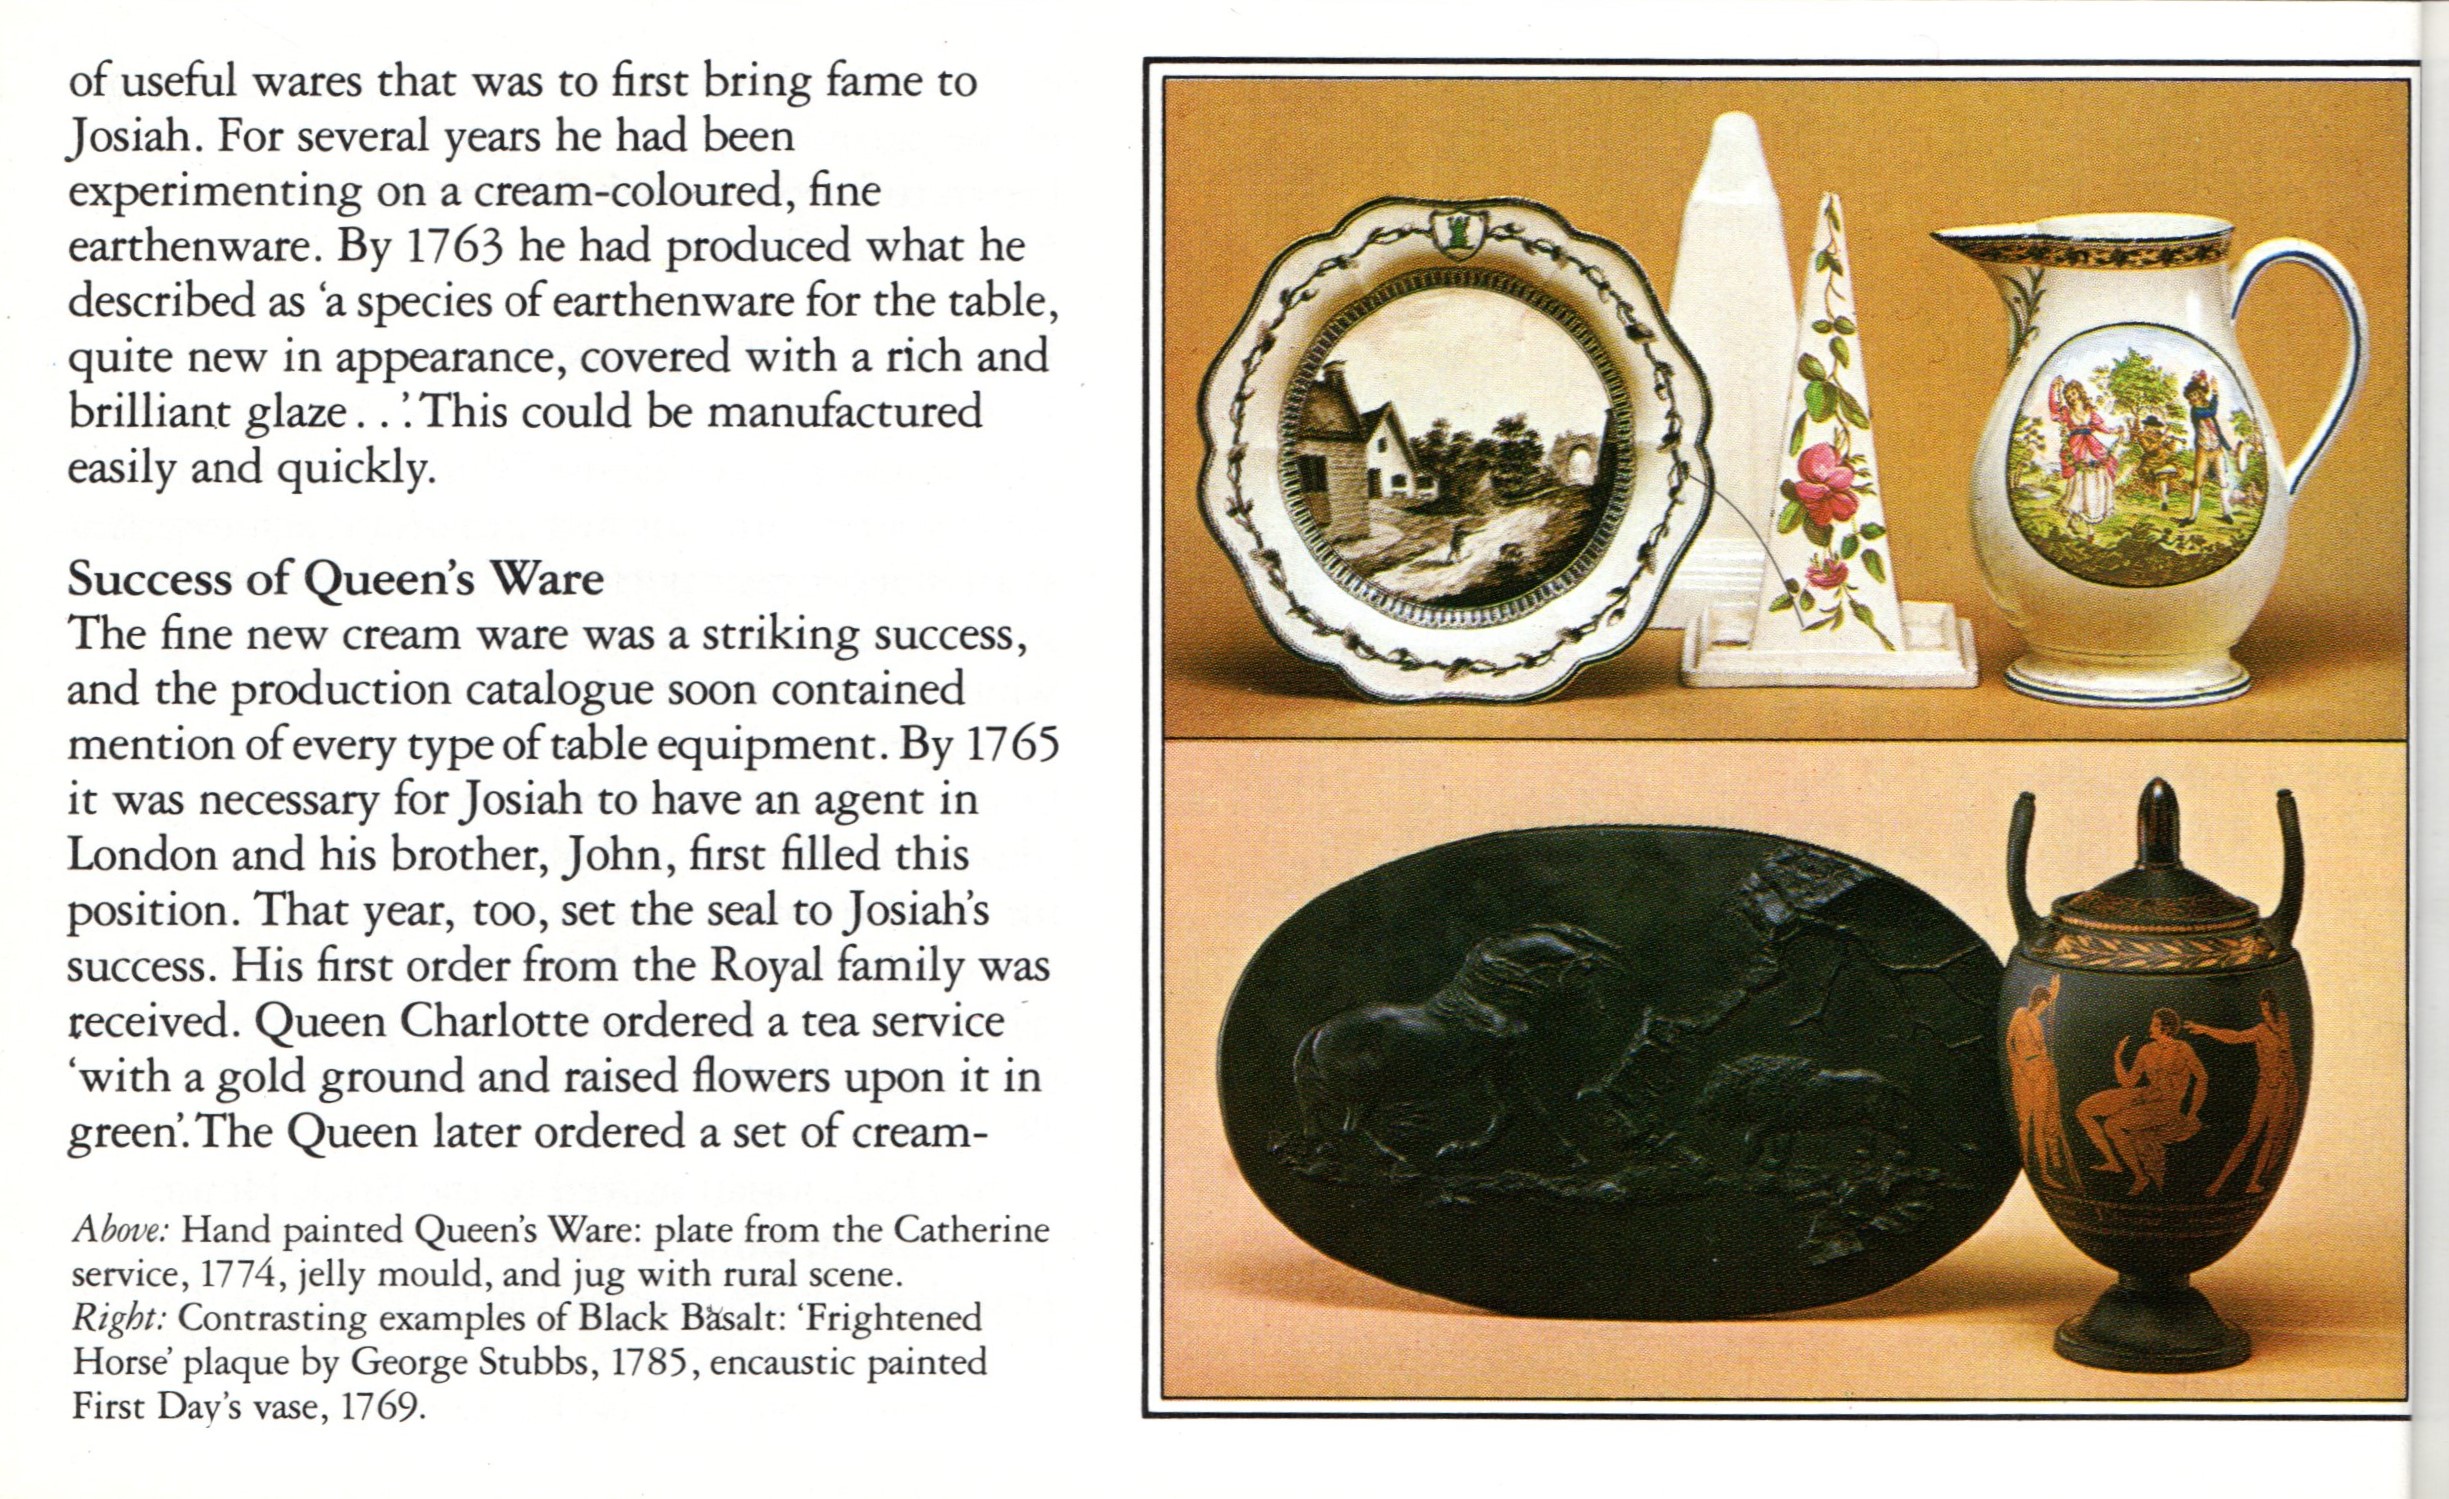 of useful wares that was to first bring fame to
Josiah. For several years he had been
experimenting on a cream-coloured, fine
earthenware. By 1763 he had produced what he
described as ‘a species of earthenware for the table,
quite new in appearance, covered with a rich and
brilliant glaze . . .’ This could be manufactured
easily and quickly.
Success of Queen’s Ware
The fine new cream ware was a striking success,
and the production catalogue soon contained
mention of every type of table equipment. By 1765
it was necessary for Josiah to have an agent in
London and his brother, John, first filled this
position. That year, too, set the seal to Josiah’s
success. His first order from the Royal family was
received. Queen Charlotte ordered a tea service
‘with a gold ground and raised flowers upon it in
green’. The Queen later ordered a set of cream-
Above: Hand painted Queen’s Ware: plate from the Catherine
service, 1774, jelly mould, and jug with rural scene.
Right: Contrasting examples of Black Basalt: ‘Frightened
Horse’ plaque by George Stubbs, 1785, encaustic painted
First Day’s vase, 1769.